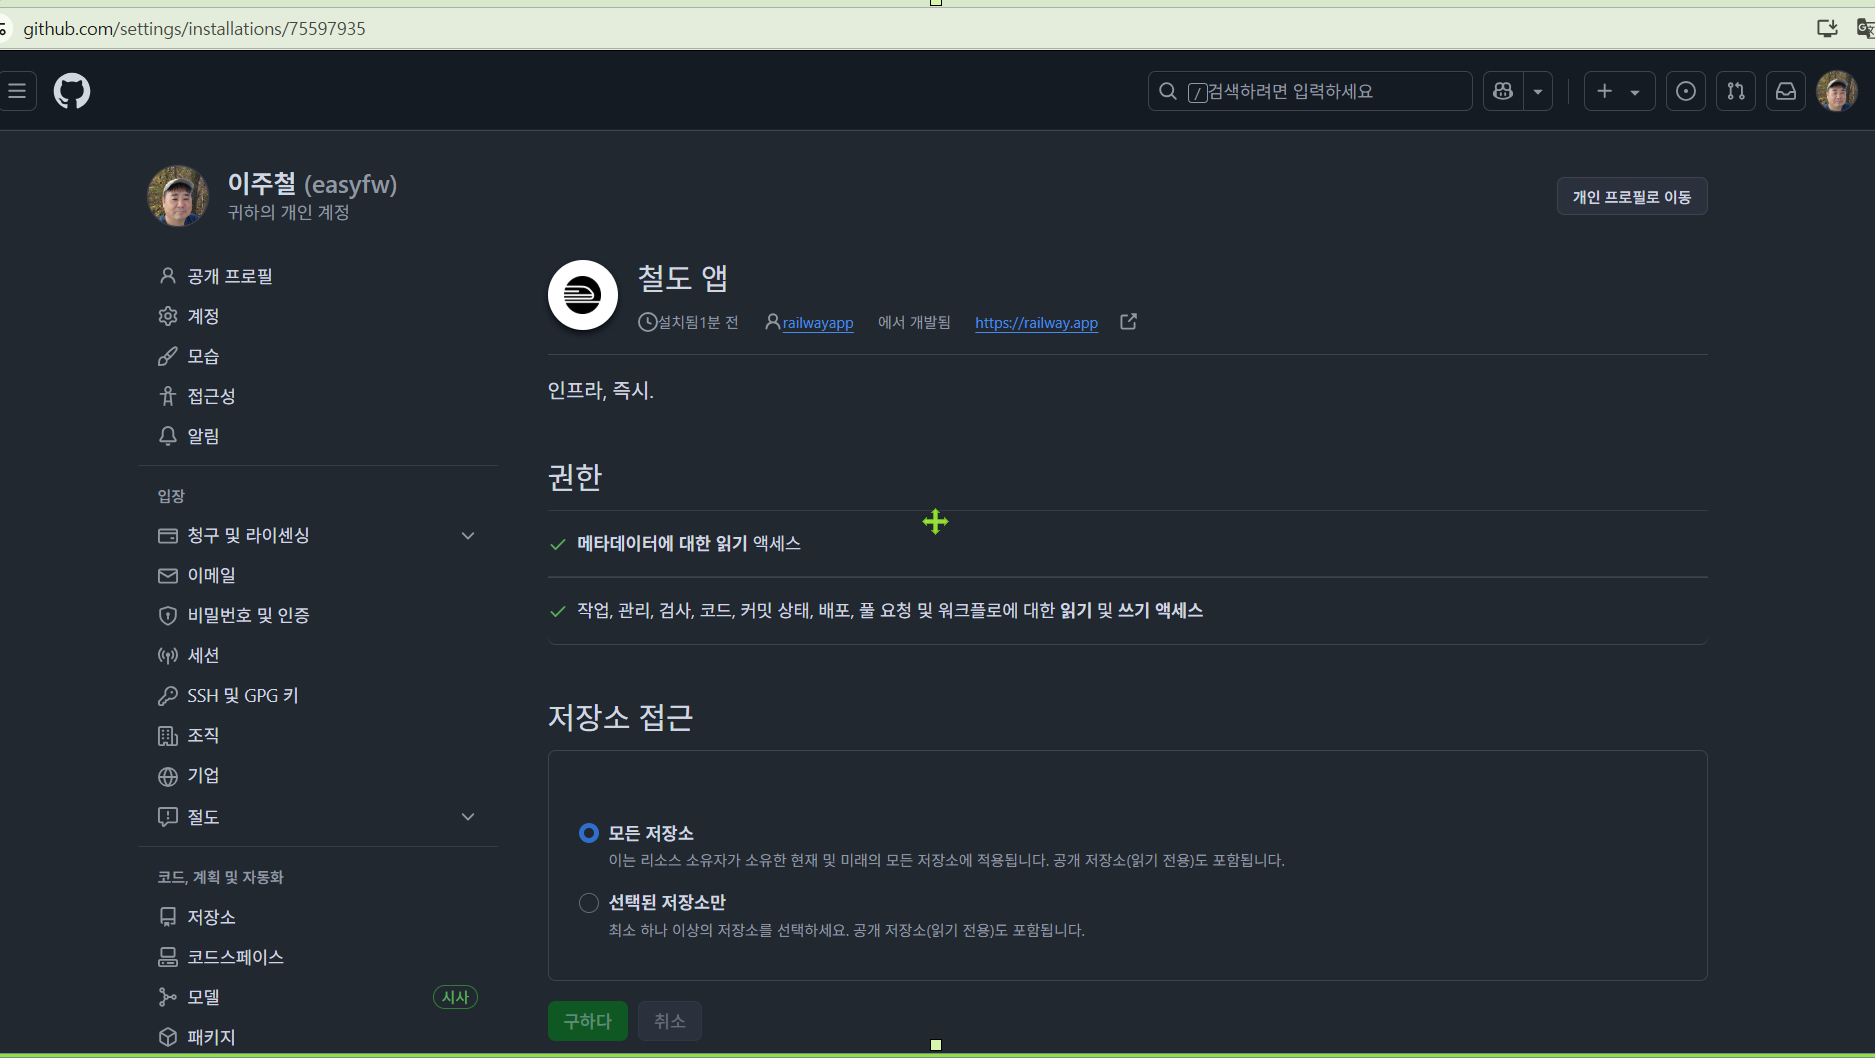 github.com/settings/installations/75597935
/ 검색하려면 입력하세요
이주철 (easyfw)
귀하의 개인 계정
개인 프로필로 이동
공개 프로필
계정
모습
접근성
알림
입장
청구 및 라이센싱
이메일
비밀번호 및 인증
세션
SSH 및 GPG 키
조직
기업
절도
코드, 계획 및 자동화
저장소
코드스페이스
모델 시사
패키지
철도 앱
설치됨1분 전 railwayapp 에서 개발됨 https://railway.app
인프라, 즉시.
권한
메타데이터에 대한 읽기 액세스
작업, 관리, 검사, 코드, 커밋 상태, 배포, 풀 요청 및 워크플로에 대한 읽기 및 쓰기 액세스
저장소 접근
모든 저장소
이는 리소스 소유자가 소유한 현재 및 미래의 모든 저장소에 적용됩니다. 공개 저장소(읽기 전용)도 포함됩니다.
선택된 저장소만
최소 하나 이상의 저장소를 선택하세요. 공개 저장소(읽기 전용)도 포함됩니다.
구하다 취소